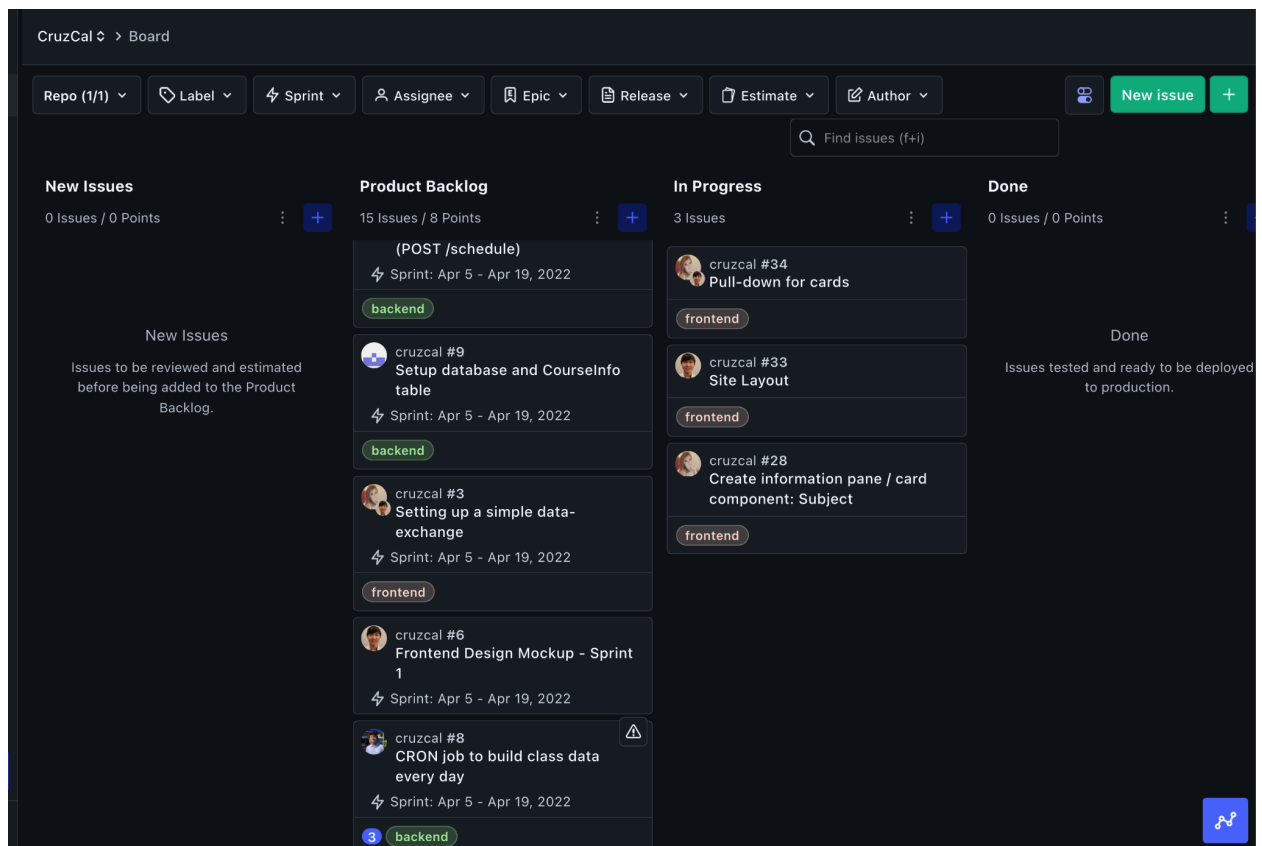 CruzCal > Board
Repo (1/1)
Label
Sprint
Assignee
Epic
Release
Estimate
Author
New issue
+
Find issues (f+i)
New Issues
0 Issues / 0 Points
+
New Issues
Issues to be reviewed and estimated
before being added to the Product
Backlog.
Product Backlog
15 Issues / 8 Points
+
(POST /schedule)
Sprint: Apr 5 - Apr 19, 2022
backend
cruzcal #9
Setup database and CourseInfo
table
Sprint: Apr 5 - Apr 19, 2022
backend
cruzcal #3
Setting up a simple data-
exchange
Sprint: Apr 5 - Apr 19, 2022
frontend
cruzcal #6
Frontend Design Mockup - Sprint
1
Sprint: Apr 5 - Apr 19, 2022
cruzcal #8
CRON job to build class data
every day
Sprint: Apr 5 - Apr 19, 2022
3 backend
In Progress
3 Issues
+
cruzcal #34
Pull-down for cards
frontend
cruzcal #33
Site Layout
frontend
cruzcal #28
Create information pane / card
component: Subject
frontend
Done
0 Issues / 0 Points
Done
Issues tested and ready to be deployed
to production.